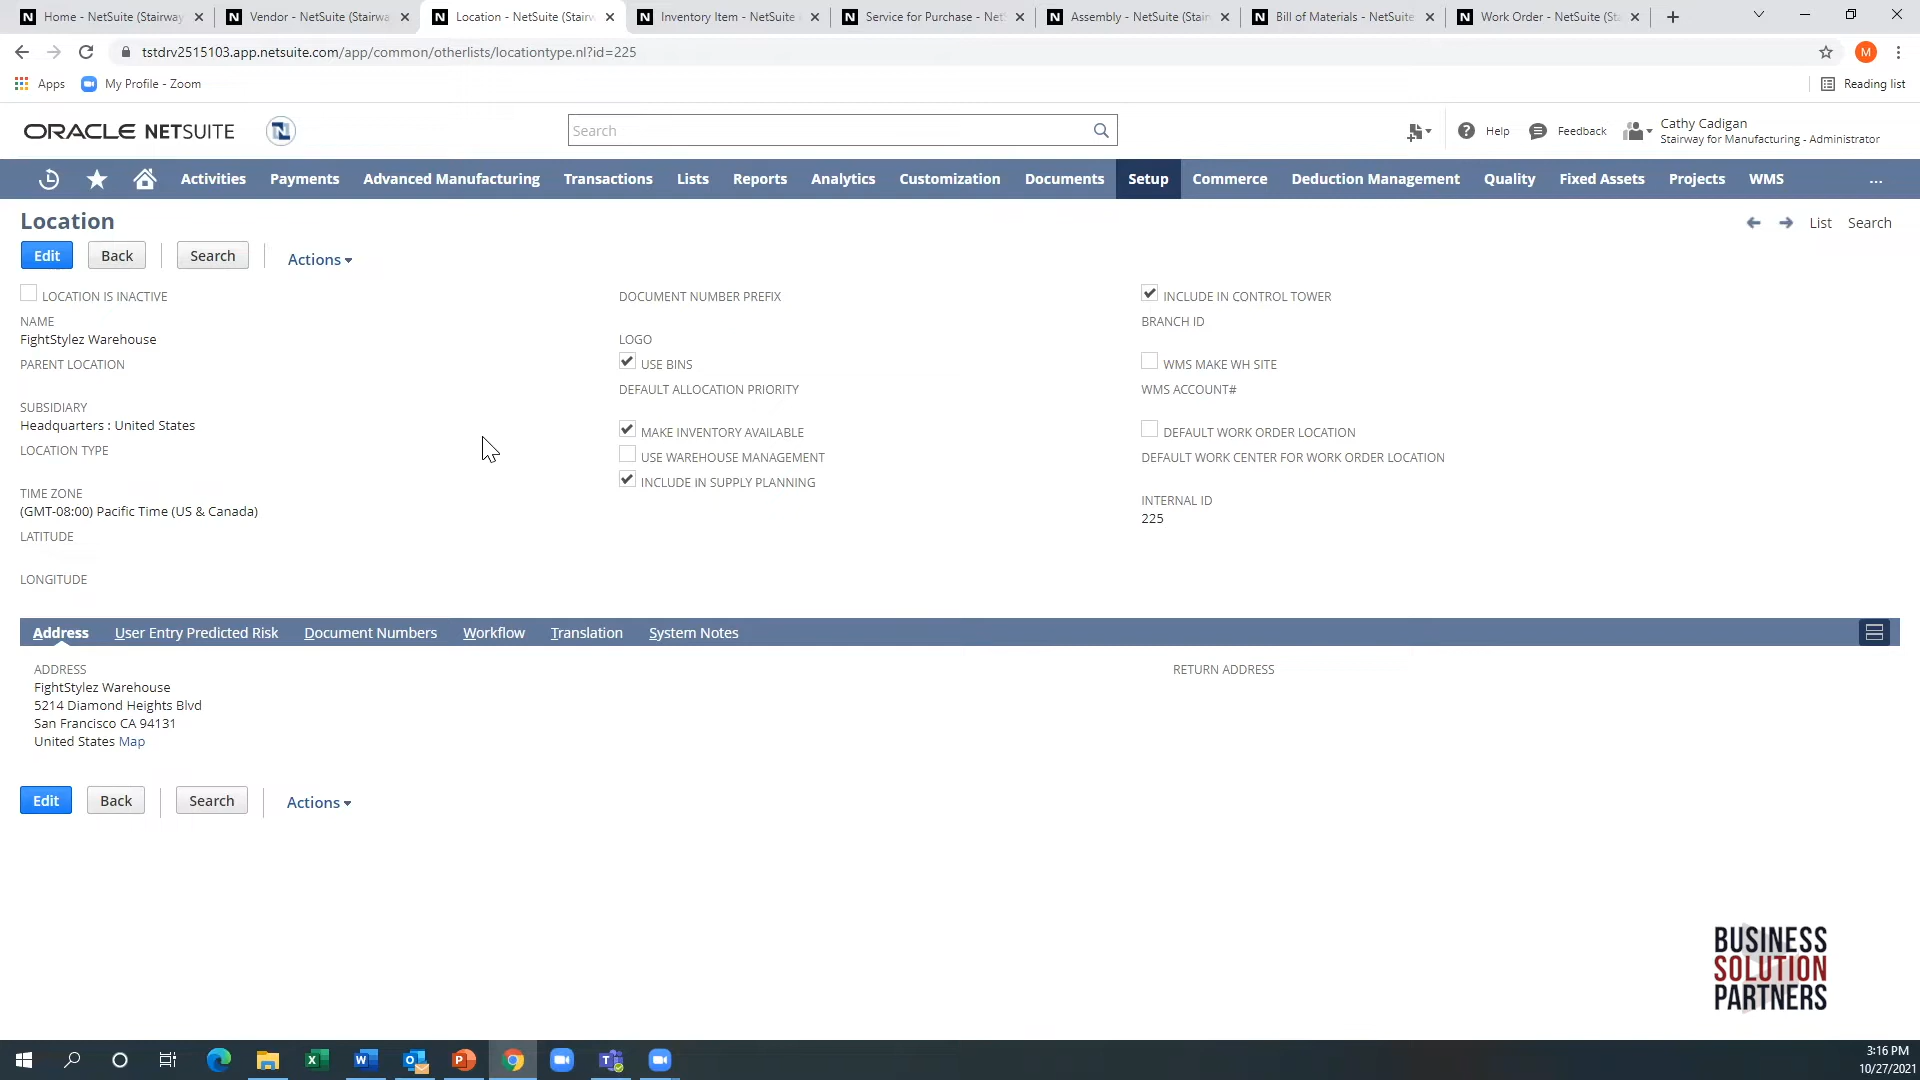 Home - NetSuite (Stairway
Vendor - NetSuite (Stairwa
Location - NetSuite (Stairw
Inventory Item - NetSuite
Service for Purchase - Net
Assembly - NetSuite (Stair
Bill of Materials - NetSuite
Work Order - NetSuite (Sta
tstdrv2515103.app.netsuite.com/app/common/otherlists/locationtype.nl?id=225
M
Apps
My Profile - Zoom
Reading list
ORACLE NETSUITE
Search
Help
Feedback
Cathy Cadigan
Stairway for Manufacturing - Administrator
Activities Payments Advanced Manufacturing Transactions Lists Reports Analytics Customization Documents Setup Commerce Deduction Management Quality Fixed Assets Projects WMS ...
Location
List Search
Edit Back Search Actions
LOCATION IS INACTIVE
NAME
FightStylez Warehouse
PARENT LOCATION
SUBSIDIARY
Headquarters : United States
LOCATION TYPE
TIME ZONE
(GMT-08:00) Pacific Time (US & Canada)
LATITUDE
LONGITUDE
DOCUMENT NUMBER PREFIX
LOGO
USE BINS
DEFAULT ALLOCATION PRIORITY
MAKE INVENTORY AVAILABLE
USE WAREHOUSE MANAGEMENT
INCLUDE IN SUPPLY PLANNING
INCLUDE IN CONTROL TOWER
BRANCH ID
WMS MAKE WH SITE
WMS ACCOUNT#
DEFAULT WORK ORDER LOCATION
DEFAULT WORK CENTER FOR WORK ORDER LOCATION
INTERNAL ID
225
Address User Entry Predicted Risk Document Numbers Workflow Translation System Notes
ADDRESS
FightStylez Warehouse
5214 Diamond Heights Blvd
San Francisco CA 94131
United States Map
RETURN ADDRESS
Edit Back Search Actions
BUSINESS
SOLUTION
PARTNERS
3:16 PM
10/27/2021